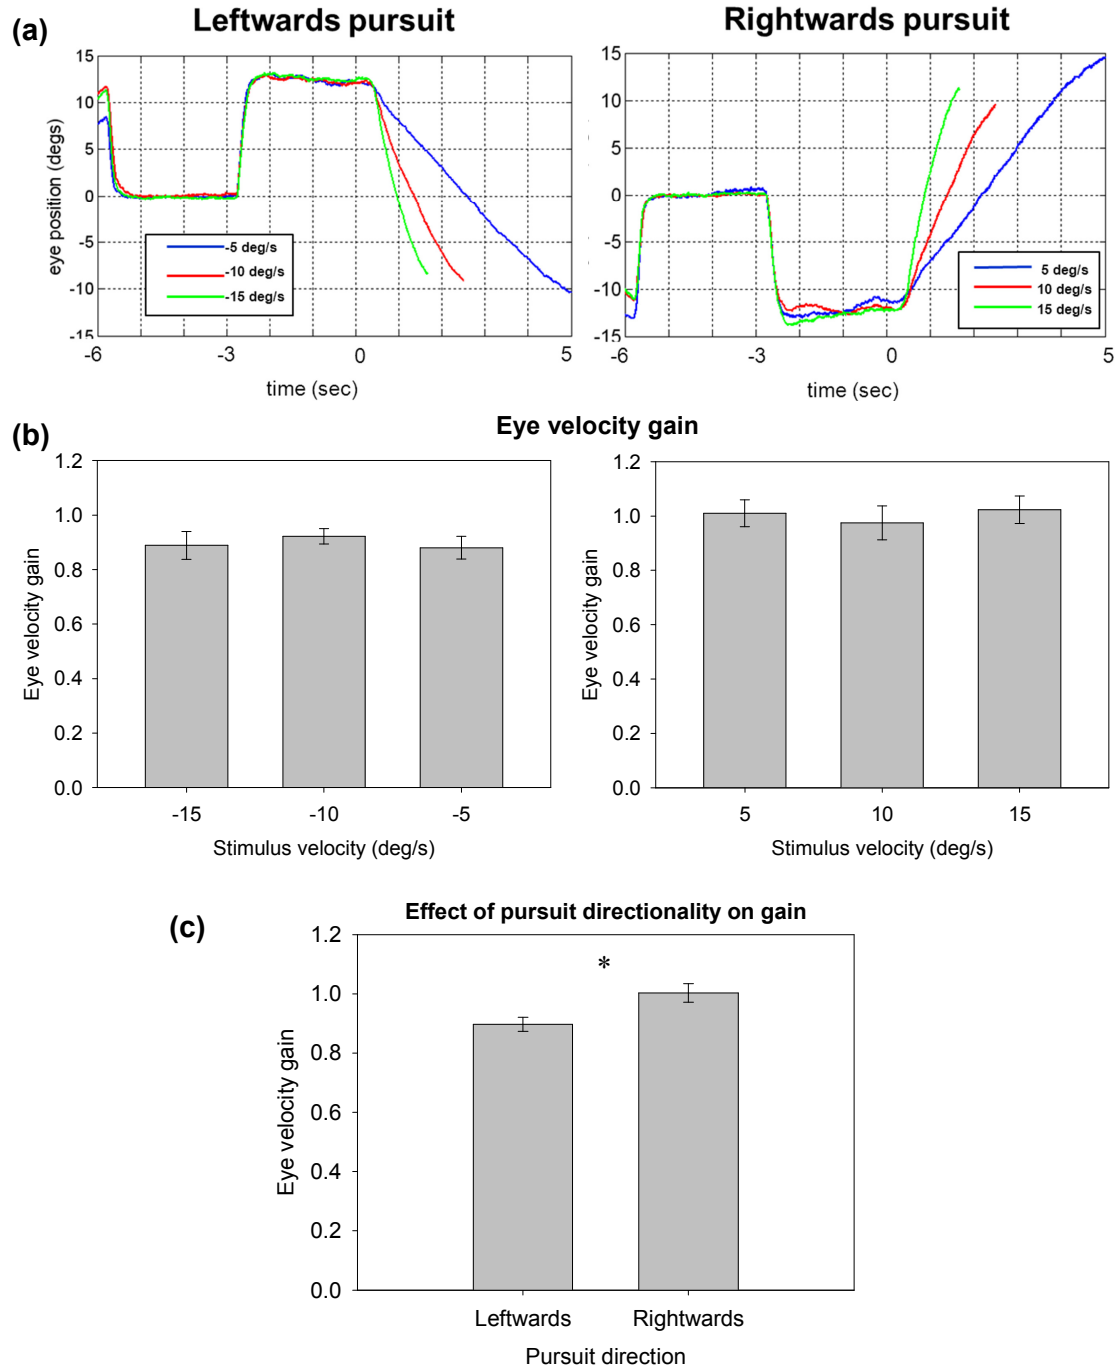 (a)
Leftwards pursuit
Rightwards pursuit
15
10
5
0
-5
-10
-15
eye position (degs)
-5 deg/s
-10 deg/s
-15 deg/s
-6
-3
0
5
time (sec)
15
10
5
0
-5
-10
-15
5 deg/s
10 deg/s
15 deg/s
-6
-3
0
5
time (sec)
(b)
Eye velocity gain
1.2
1.0
0.8
0.6
0.4
0.2
0.0
Eye velocity gain
-15
-10
-5
Stimulus velocity (deg/s)
1.2
1.0
0.8
0.6
0.4
0.2
0.0
Eye velocity gain
5
10
15
Stimulus velocity (deg/s)
(c)
Effect of pursuit directionality on gain
1.2
1.0
0.8
0.6
0.4
0.2
0.0
Eye velocity gain
*
Leftwards
Rightwards
Pursuit direction